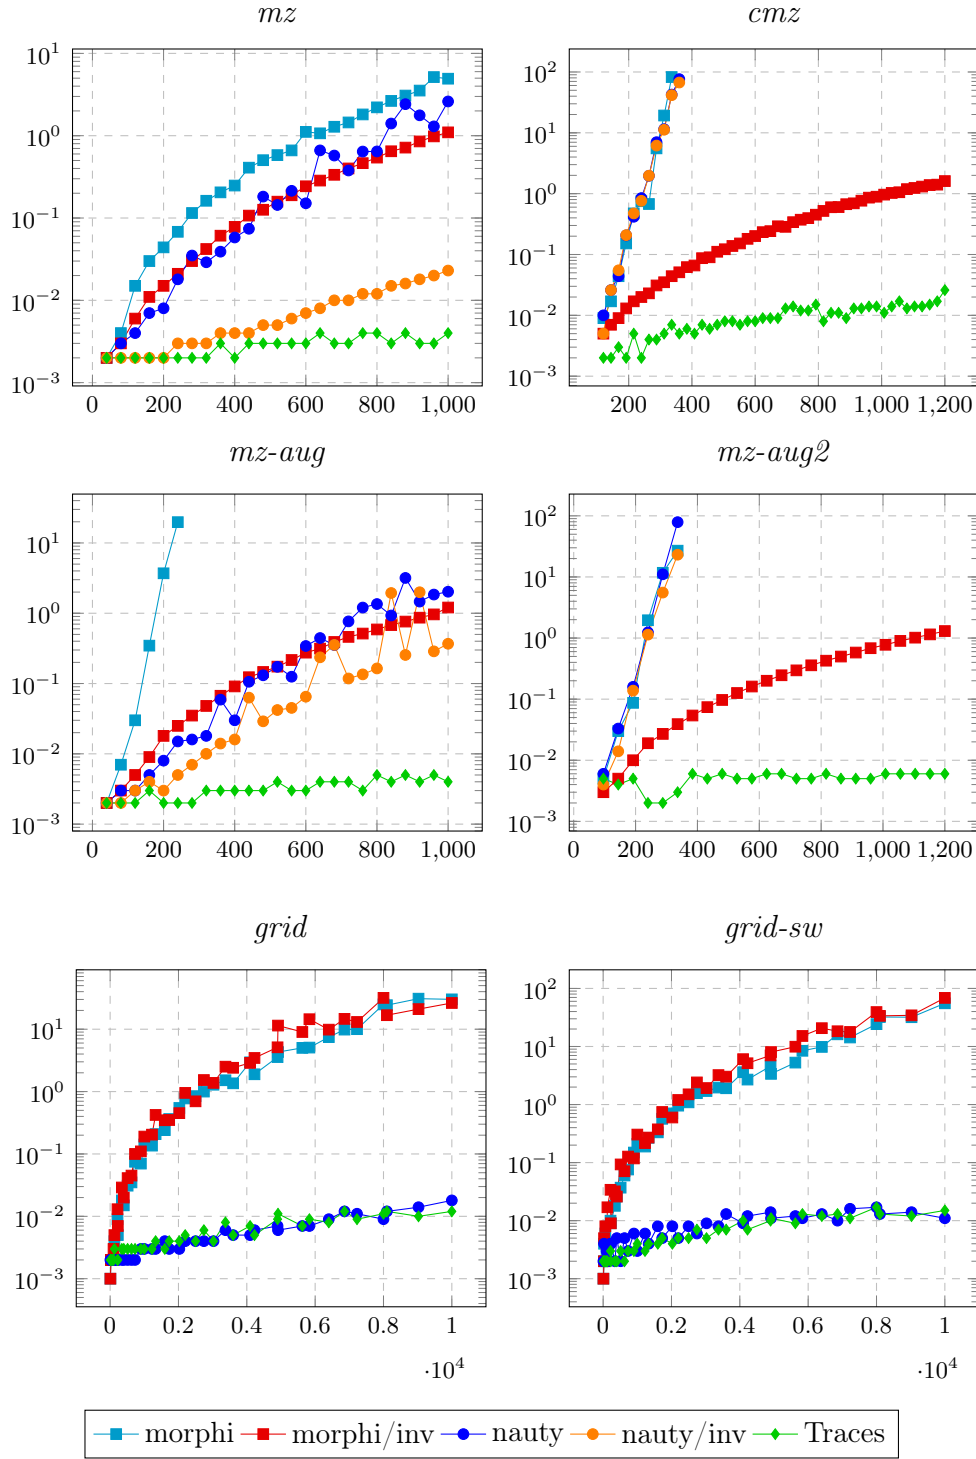 mz
cmz
10^1
10^0
10^−1
10^−2
10^−3
0 200 400 600 800 1,000
10^2
10^1
10^0
10^−1
10^−2
10^−3
200 400 600 800 1,000 1,200
mz-aug
mz-aug2
10^1
10^0
10^−1
10^−2
10^−3
0 200 400 600 800 1,000
10^2
10^1
10^0
10^−1
10^−2
10^−3
0 200 400 600 800 1,000 1,200
grid
grid-sw
10^1
10^0
10^−1
10^−2
10^−3
0 0.2 0.4 0.6 0.8 1
·10^4
10^2
10^1
10^0
10^−1
10^−2
10^−3
0 0.2 0.4 0.6 0.8 1
·10^4
morphi morphi/inv nauty nauty/inv Traces